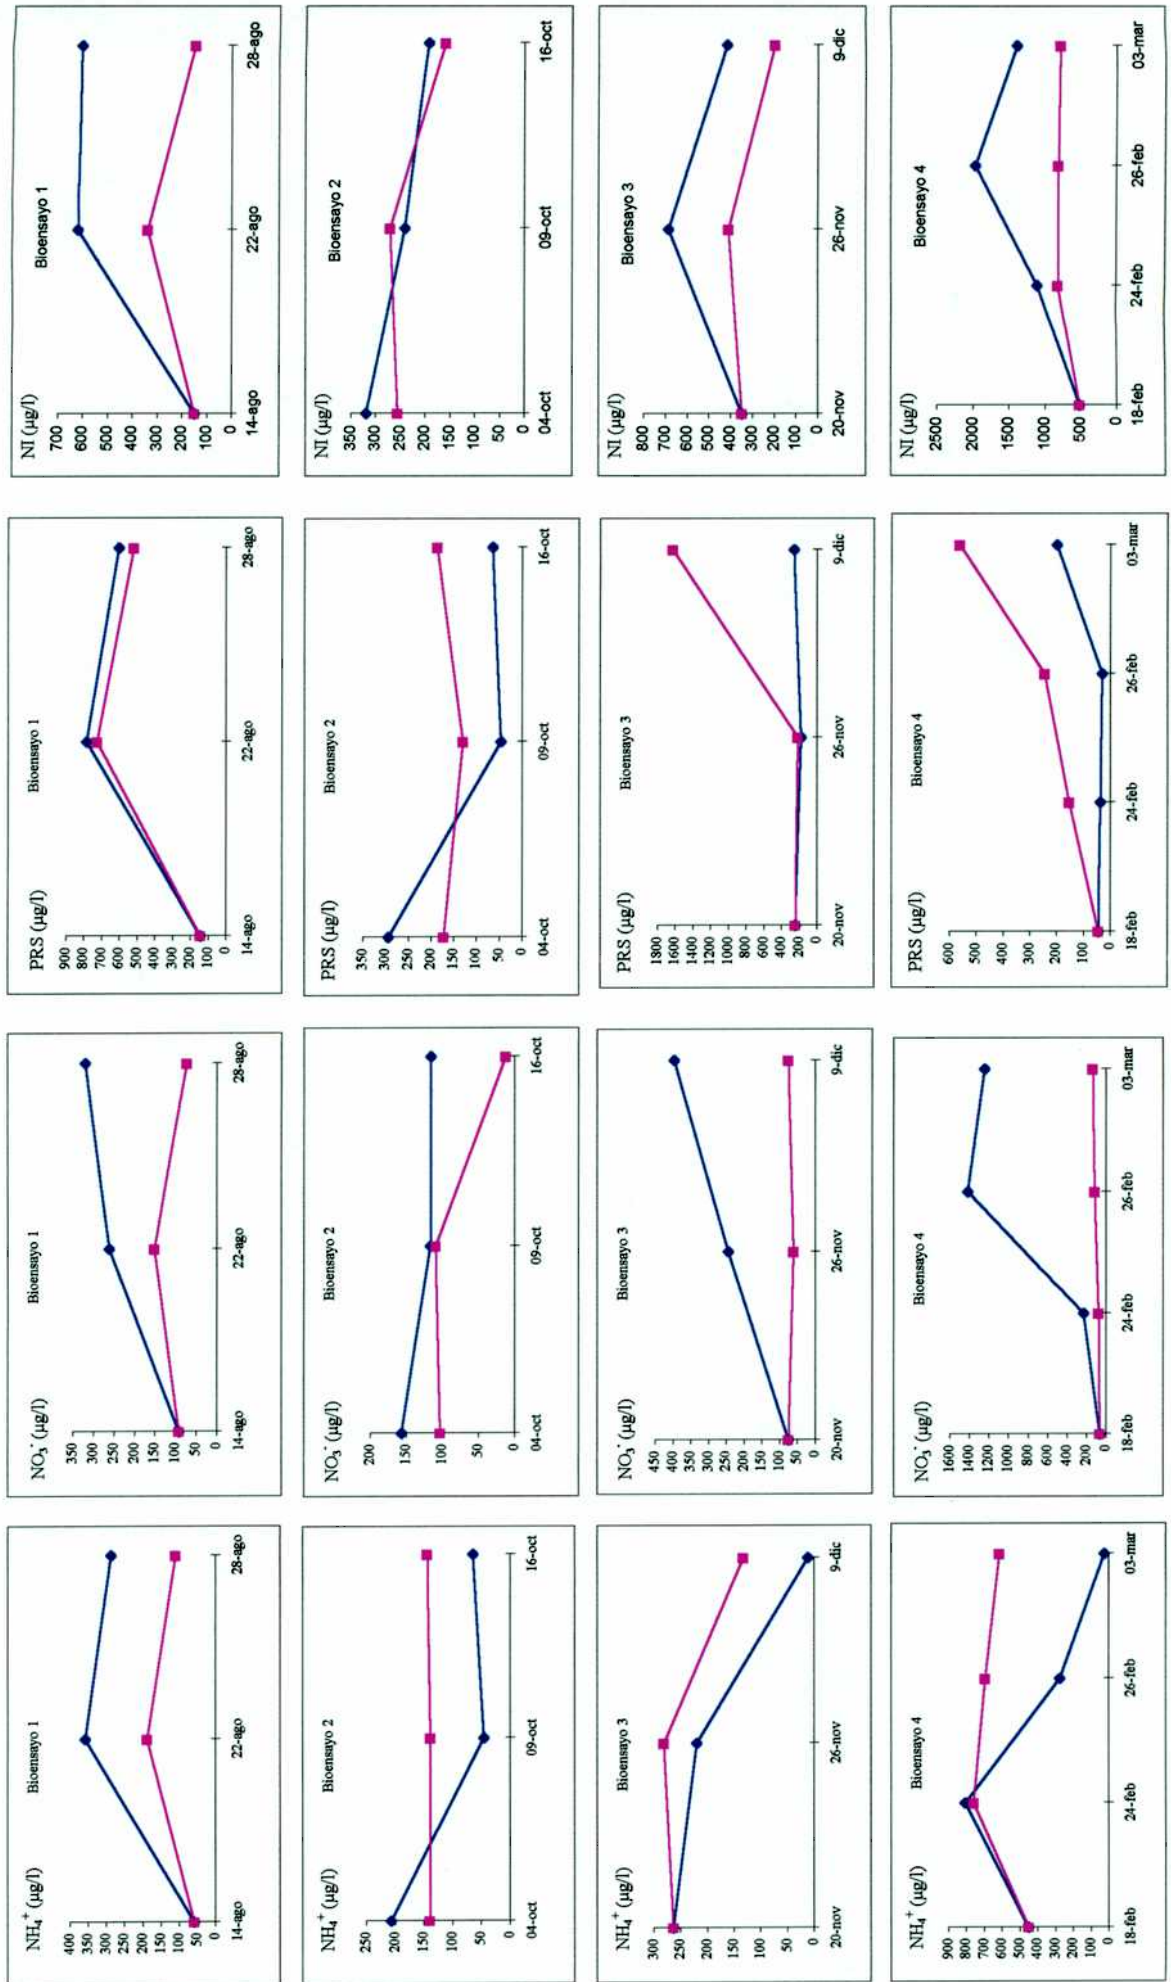 NH₄⁺ (µg/l)
Bioensayo 1
400
350
300
250
200
150
100
50
0
14-ago 22-ago 28-ago
NO₃⁻ (µg/l)
Bioensayo 1
350
300
250
200
150
100
50
0
14-ago 22-ago 28-ago
PRS (µg/l)
Bioensayo 1
900
800
700
600
500
400
300
200
100
0
14-ago 22-ago 28-ago
NI (µg/l)
Bioensayo 1
700
600
500
400
300
200
100
0
14-ago 22-ago 28-ago
NH₄⁺ (µg/l)
Bioensayo 2
250
200
150
100
50
0
04-oct 09-oct 16-oct
NO₃⁻ (µg/l)
Bioensayo 2
200
150
100
50
0
04-oct 09-oct 16-oct
PRS (µg/l)
Bioensayo 2
350
300
250
200
150
100
50
0
04-oct 09-oct 16-oct
NI (µg/l)
Bioensayo 2
350
300
250
200
150
100
50
0
04-oct 09-oct 16-oct
NH₄⁺ (µg/l)
Bioensayo 3
300
250
200
150
100
50
0
20-nov 26-nov 9-dic
NO₃⁻ (µg/l)
Bioensayo 3
450
400
350
300
250
200
150
100
50
0
20-nov 26-nov 9-dic
PRS (µg/l)
Bioensayo 3
1800
1600
1400
1200
1000
800
600
400
200
0
20-nov 26-nov 9-dic
NI (µg/l)
Bioensayo 3
800
700
600
500
400
300
200
100
0
20-nov 26-nov 9-dic
NH₄⁺ (µg/l)
Bioensayo 4
900
800
700
600
500
400
300
200
100
0
18-feb 24-feb 26-feb 03-mar
NO₃⁻ (µg/l)
Bioensayo 4
1600
1400
1200
1000
800
600
400
200
0
18-feb 24-feb 26-feb 03-mar
PRS (µg/l)
Bioensayo 4
600
500
400
300
200
100
0
18-feb 24-feb 26-feb 03-mar
NI (µg/l)
Bioensayo 4
2500
2000
1500
1000
500
0
18-feb 24-feb 26-feb 03-mar